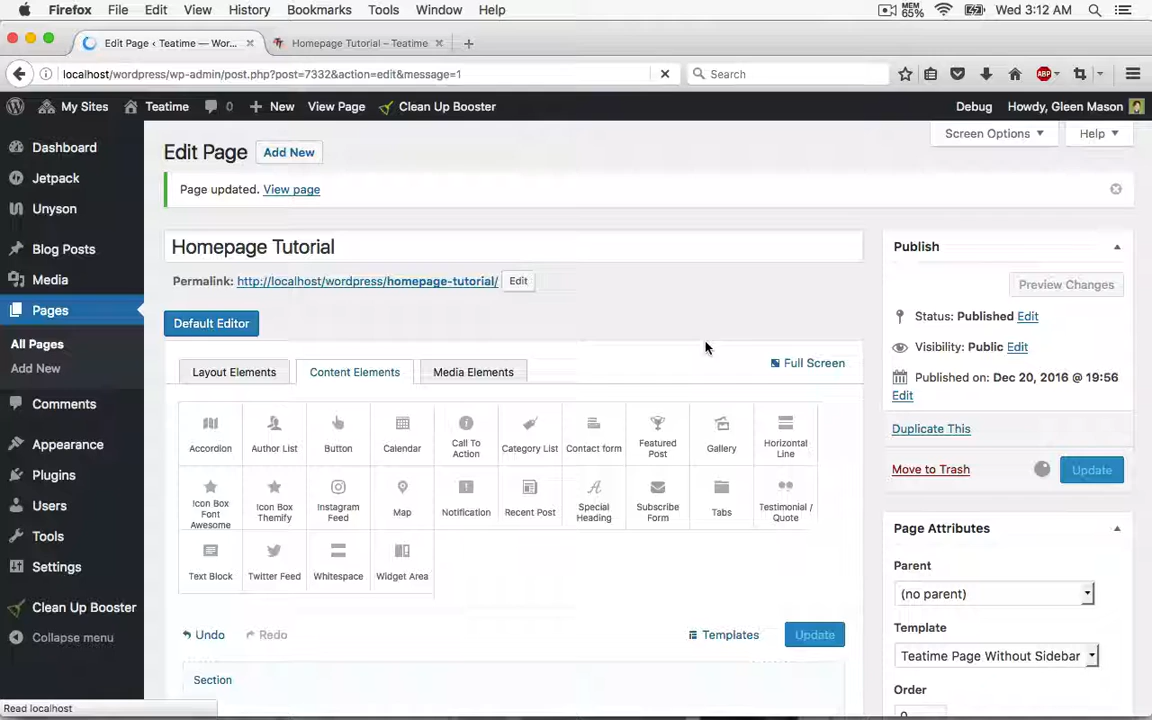 Firefox File Edit View History Bookmarks Tools Window Help MEM 65% Wed 3:12 AM
Edit Page ‹ Teatime — Wor... Homepage Tutorial – Teatime
localhost/wordpress/wp-admin/post.php?post=7332&action=edit&message=1 Search ABP
My Sites Teatime 0 New View Page Clean Up Booster Debug Howdy, Gleen Mason
Screen Options Help
Dashboard
Jetpack
Unyson
Blog Posts
Media
Pages
All Pages
Add New
Comments
Appearance
Plugins
Users
Tools
Settings
Clean Up Booster
Collapse menu
Edit Page Add New
Page updated. View page
Homepage Tutorial
Permalink: http://localhost/wordpress/homepage-tutorial/ Edit
Default Editor
Layout Elements Content Elements Media Elements Full Screen
Accordion Author List Button Calendar Call To Action Category List Contact form Featured Post Gallery Horizontal Line
Icon Box Font Awesome Icon Box Themify Instagram Feed Map Notification Recent Post Special Heading Subscribe Form Tabs Testimonial / Quote
Text Block Twitter Feed Whitespace Widget Area
Undo Redo Templates Update
Section
Publish
Preview Changes
Status: Published Edit
Visibility: Public Edit
Published on: Dec 20, 2016 @ 19:56
Edit
Duplicate This
Move to Trash Update
Page Attributes
Parent
(no parent)
Template
Teatime Page Without Sidebar
Order
0
Read localhost